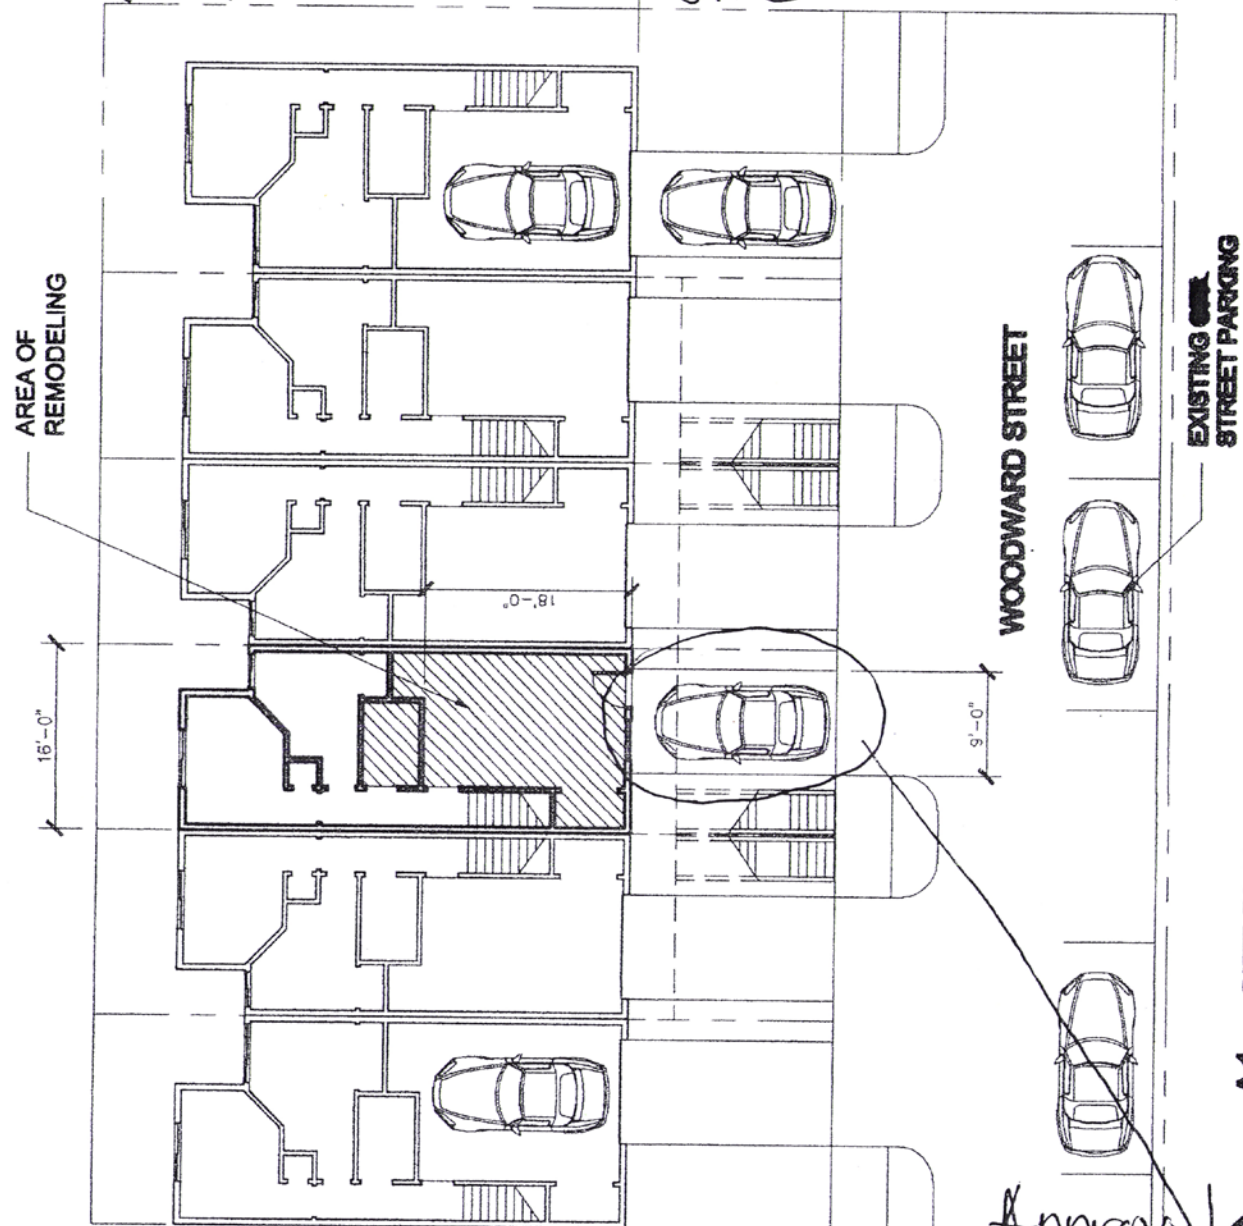 AREA OF
REMODELING
16'-0"
18'-0"
9'-0"
WOODWARD STREET
EXISTING
STREET PARKING